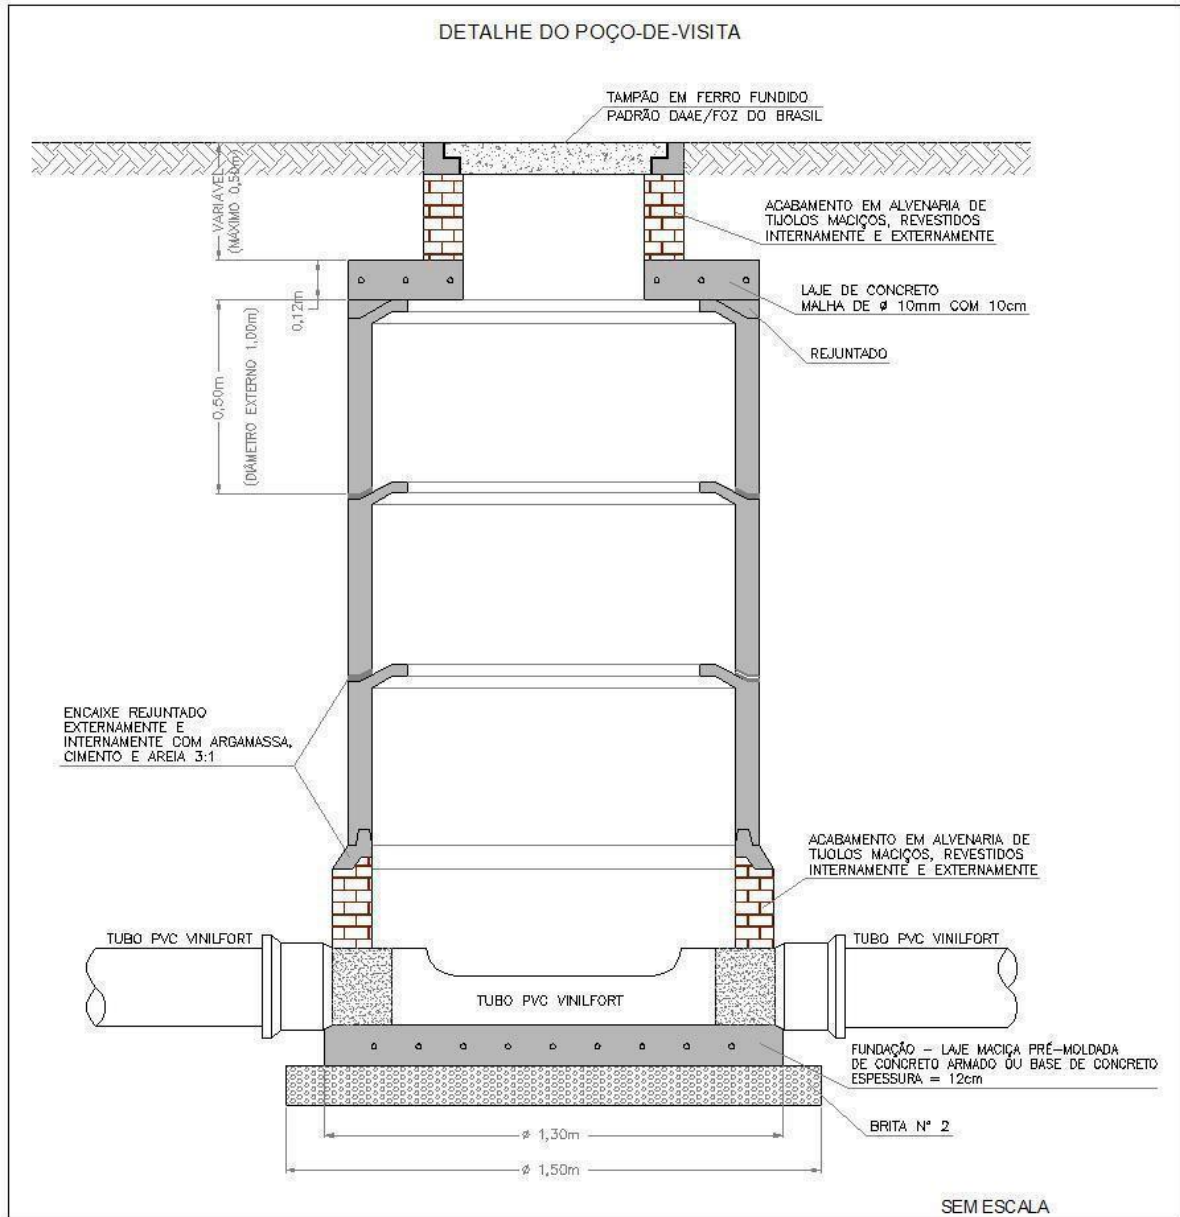 DETALHE DO POÇO-DE-VISITA
TAMPÃO EM FERRO FUNDIDO
PADRÃO DAAE/FOZ DO BRASIL
VARIÁVEL
(MÁXIMO 0,50m)
ACABAMENTO EM ALVENARIA DE
TIJOLOS MACIÇOS, REVESTIDOS
INTERNAMENTE E EXTERNAMENTE
0,12m
LAJE DE CONCRETO
MALHA DE ø 10mm COM 10cm
REJUNTADO
0,50m
(DIÂMETRO EXTERNO 1,00m)
ENCAIXE REJUNTADO
EXTERNAMENTE E
INTERNAMENTE COM ARGAMASSA,
CIMENTO E AREIA 3:1
ACABAMENTO EM ALVENARIA DE
TIJOLOS MACIÇOS, REVESTIDOS
INTERNAMENTE E EXTERNAMENTE
TUBO PVC VINILFORT
TUBO PVC VINILFORT
TUBO PVC VINILFORT
FUNDAÇÃO – LAJE MACIÇA PRÉ-MOLDADA
DE CONCRETO ARMADO OU BASE DE CONCRETO
ESPESSURA = 12cm
BRITA N° 2
ø 1,30m
ø 1,50m
SEM ESCALA